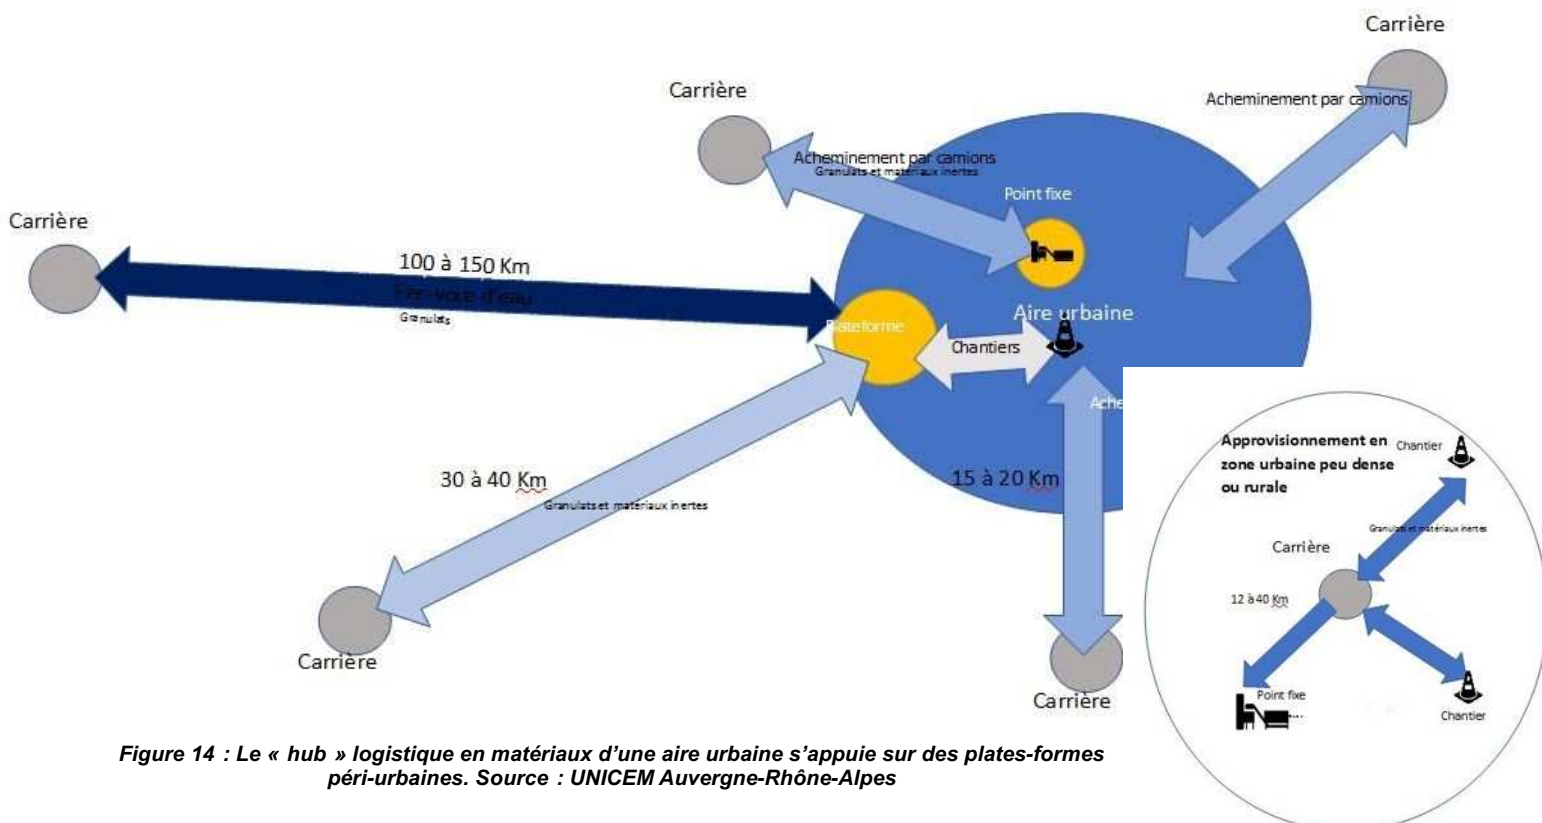 Carrière
Carrière
Acheminement par camions
Acheminement par camions
Granulats et matériaux inertes
Point fixe
Carrière
100 à 150 Km
Fer-voie d'eau
Granulats
Plateforme
Aire urbaine
Chantiers
Ache
30 à 40 Km
Granulats et matériaux inertes
15 à 20 Km
Carrière
Carrière
Approvisionnement en
zone urbaine peu dense
ou rurale
Chantier
Granulats et matériaux inertes
Carrière
12 à 40 Km
Point fixe
Chantier
Figure 14 : Le « hub » logistique en matériaux d'une aire urbaine s'appuie sur des plates-formes
péri-urbaines. Source : UNICEM Auvergne-Rhône-Alpes